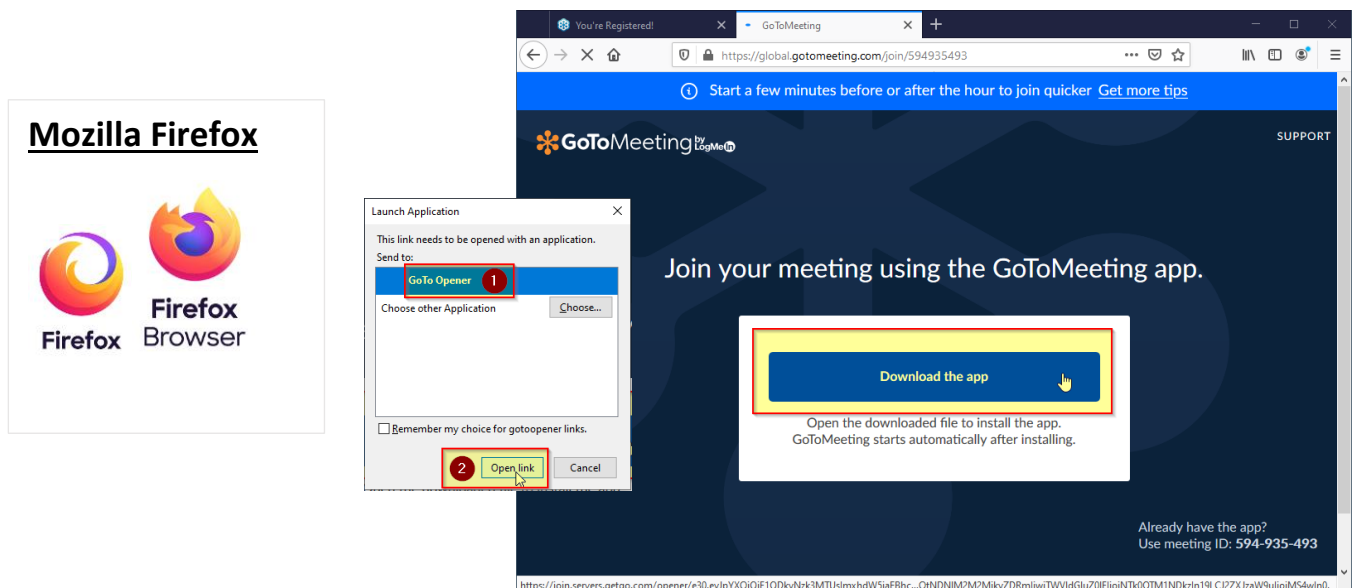 Mozilla Firefox
Firefox
Firefox
Browser
You're Registered!
GoToMeeting
https://global.gotomeeting.com/join/594935493
Start a few minutes before or after the hour to join quicker Get more tips
GoToMeeting by LogMeIn
SUPPORT
Launch Application
This link needs to be opened with an application.
Send to:
GoTo Opener 1
Choose other Application Choose...
Remember my choice for gotoopener links.
2 Open link Cancel
Join your meeting using the GoToMeeting app.
Download the app
Open the downloaded file to install the app.
GoToMeeting starts automatically after installing.
Already have the app?
Use meeting ID: 594-935-493